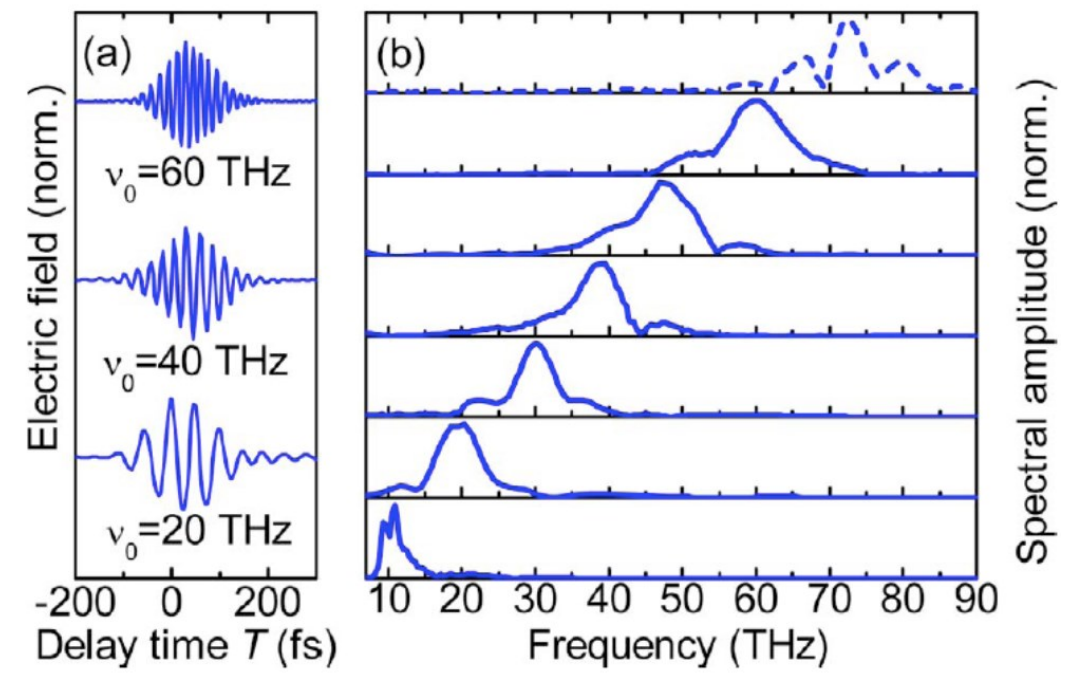 (a)
ν0=60 THz
ν0=40 THz
ν0=20 THz
Electric field (norm.)
-200 0 200
Delay time T (fs)
(b)
10 20 30 40 50 60 70 80 90
Frequency (THz)
Spectral amplitude (norm.)